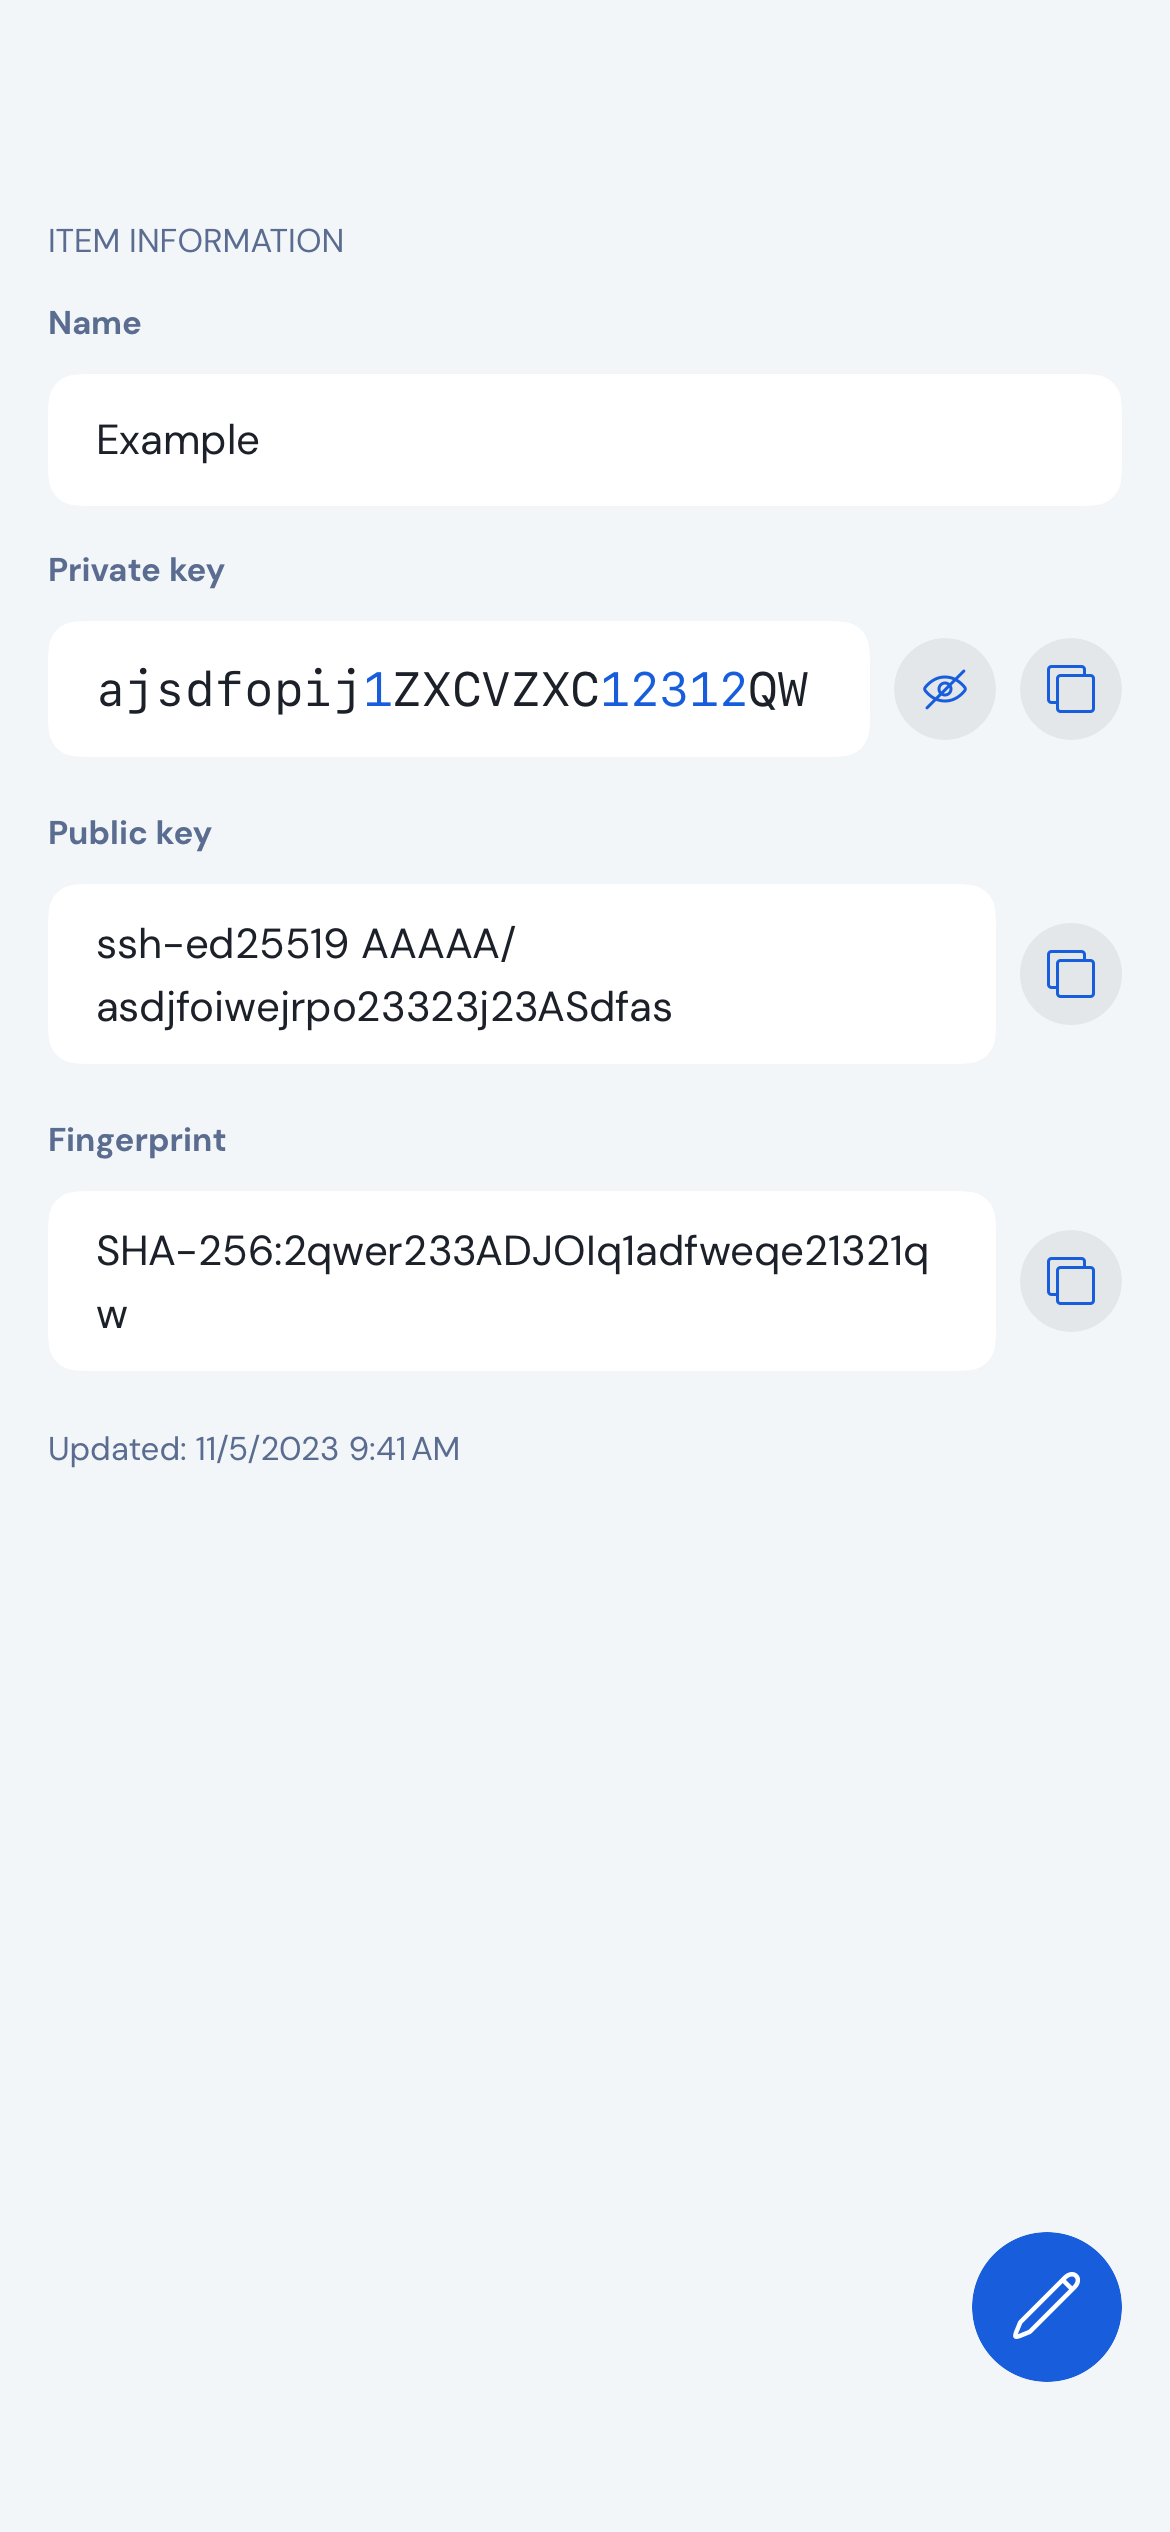 ITEM INFORMATION
Name
Example
Private key
ajsdfopij1ZXCVZXC12312QW
Public key
ssh-ed25519 AAAAA/
asdjfoiwejrpo23323j23ASdfas
Fingerprint
SHA-256:2qwer233ADJOIq1adfweqe21321q
w
Updated: 11/5/2023 9:41 AM